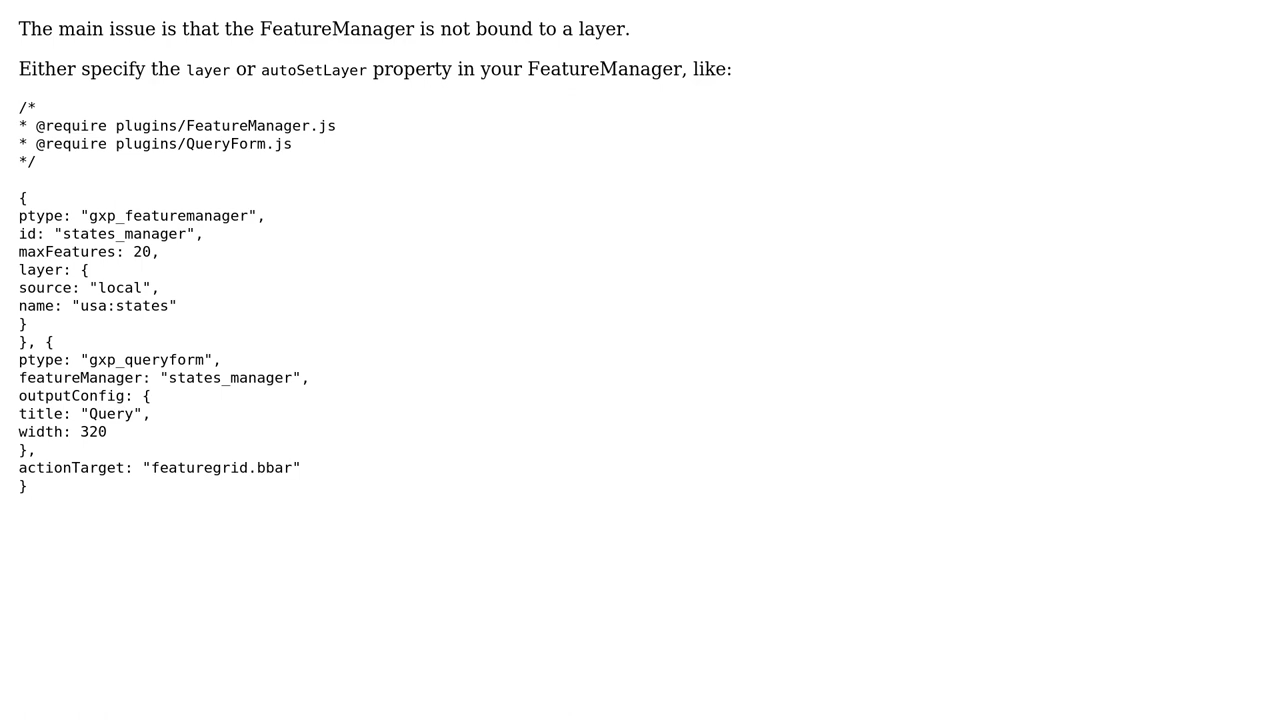 The main issue is that the FeatureManager is not bound to a layer.
Either specify the layer or autoSetLayer property in your FeatureManager, like:
/*
* @require plugins/FeatureManager.js
* @require plugins/QueryForm.js
*/
{
ptype: "gxp_featuremanager",
id: "states_manager",
maxFeatures: 20,
layer: {
source: "local",
name: "usa:states"
}
}, {
ptype: "gxp_queryform",
featureManager: "states_manager",
outputConfig: {
title: "Query",
width: 320
},
actionTarget: "featuregrid.bbar"
}